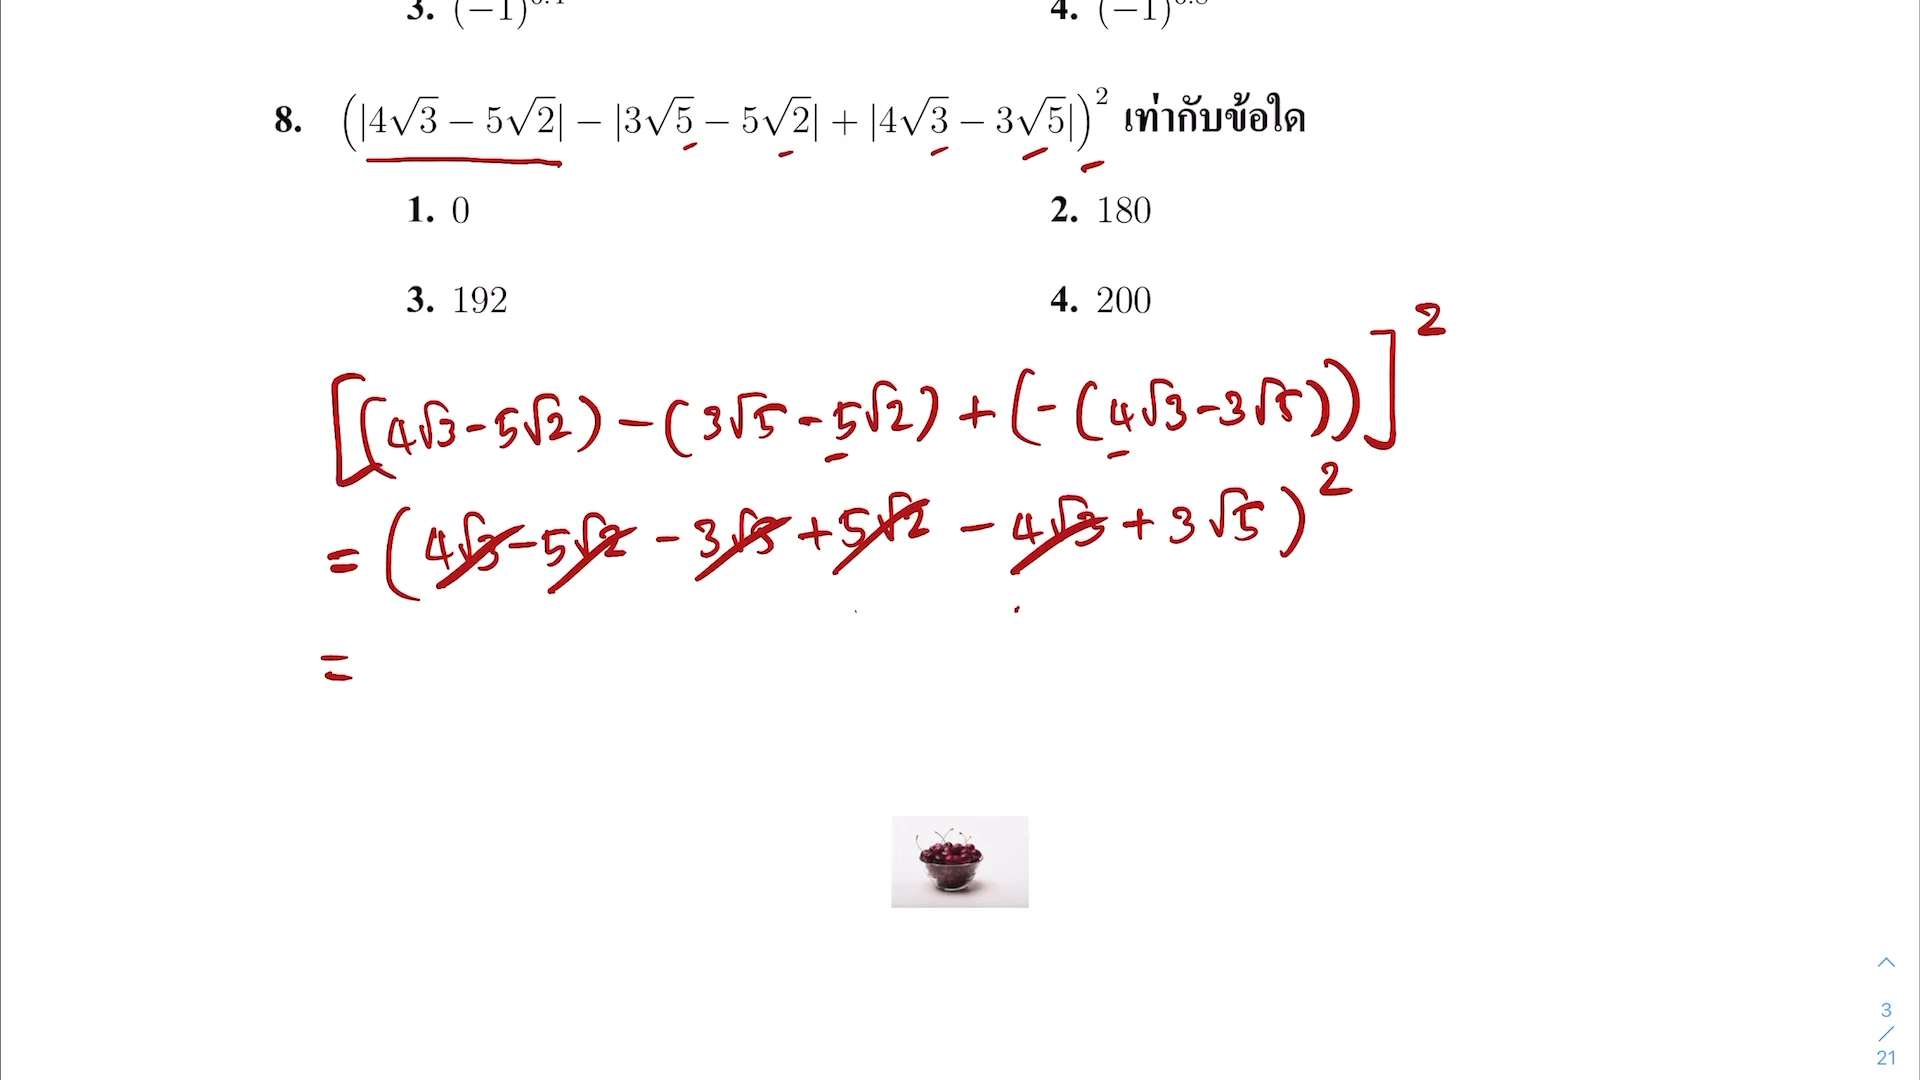 8. (|4√3 − 5√2| − |3√5 − 5√2| + |4√3 − 3√5|)² เท่ากับข้อใด
1. 0 2. 180
3. 192 4. 200
[(4√3 - 5√2) - (3√5 - 5√2) + (-(4√3 - 3√5))]²
= (4√3 - 5√2 - 3√5 + 5√2 - 4√3 + 3√5)²
=
3
/
21